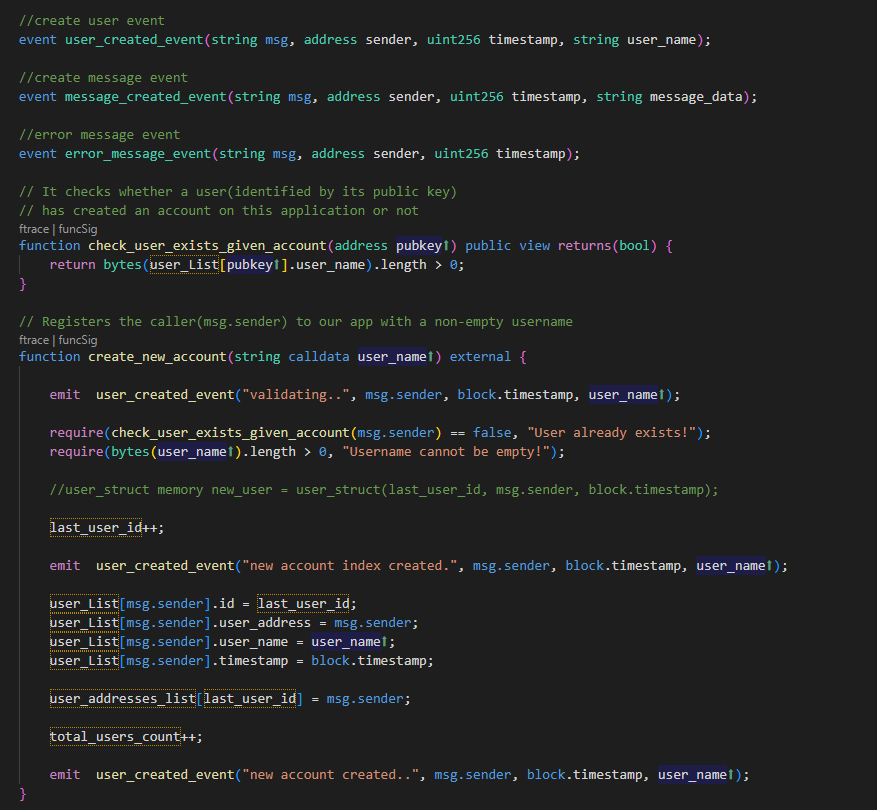 //create user event
event user_created_event(string msg, address sender, uint256 timestamp, string user_name);
//create message event
event message_created_event(string msg, address sender, uint256 timestamp, string message_data);
//error message event
event error_message_event(string msg, address sender, uint256 timestamp);
// It checks whether a user(identified by its public key)
// has created an account on this application or not
ftrace | funcSig
function check_user_exists_given_account(address pubkey↑) public view returns(bool) {
return bytes(user_List[pubkey↑].user_name).length > 0;
}
// Registers the caller(msg.sender) to our app with a non-empty username
ftrace | funcSig
function create_new_account(string calldata user_name↑) external {
emit  user_created_event("validating..", msg.sender, block.timestamp, user_name↑);
require(check_user_exists_given_account(msg.sender) == false, "User already exists!");
require(bytes(user_name↑).length > 0, "Username cannot be empty!");
//user_struct memory new_user = user_struct(last_user_id, msg.sender, block.timestamp);
last_user_id++;
emit  user_created_event("new account index created.", msg.sender, block.timestamp, user_name↑);
user_List[msg.sender].id = last_user_id;
user_List[msg.sender].user_address = msg.sender;
user_List[msg.sender].user_name = user_name↑;
user_List[msg.sender].timestamp = block.timestamp;
user_addresses_list[last_user_id] = msg.sender;
total_users_count++;
emit  user_created_event("new account created..", msg.sender, block.timestamp, user_name↑);
}